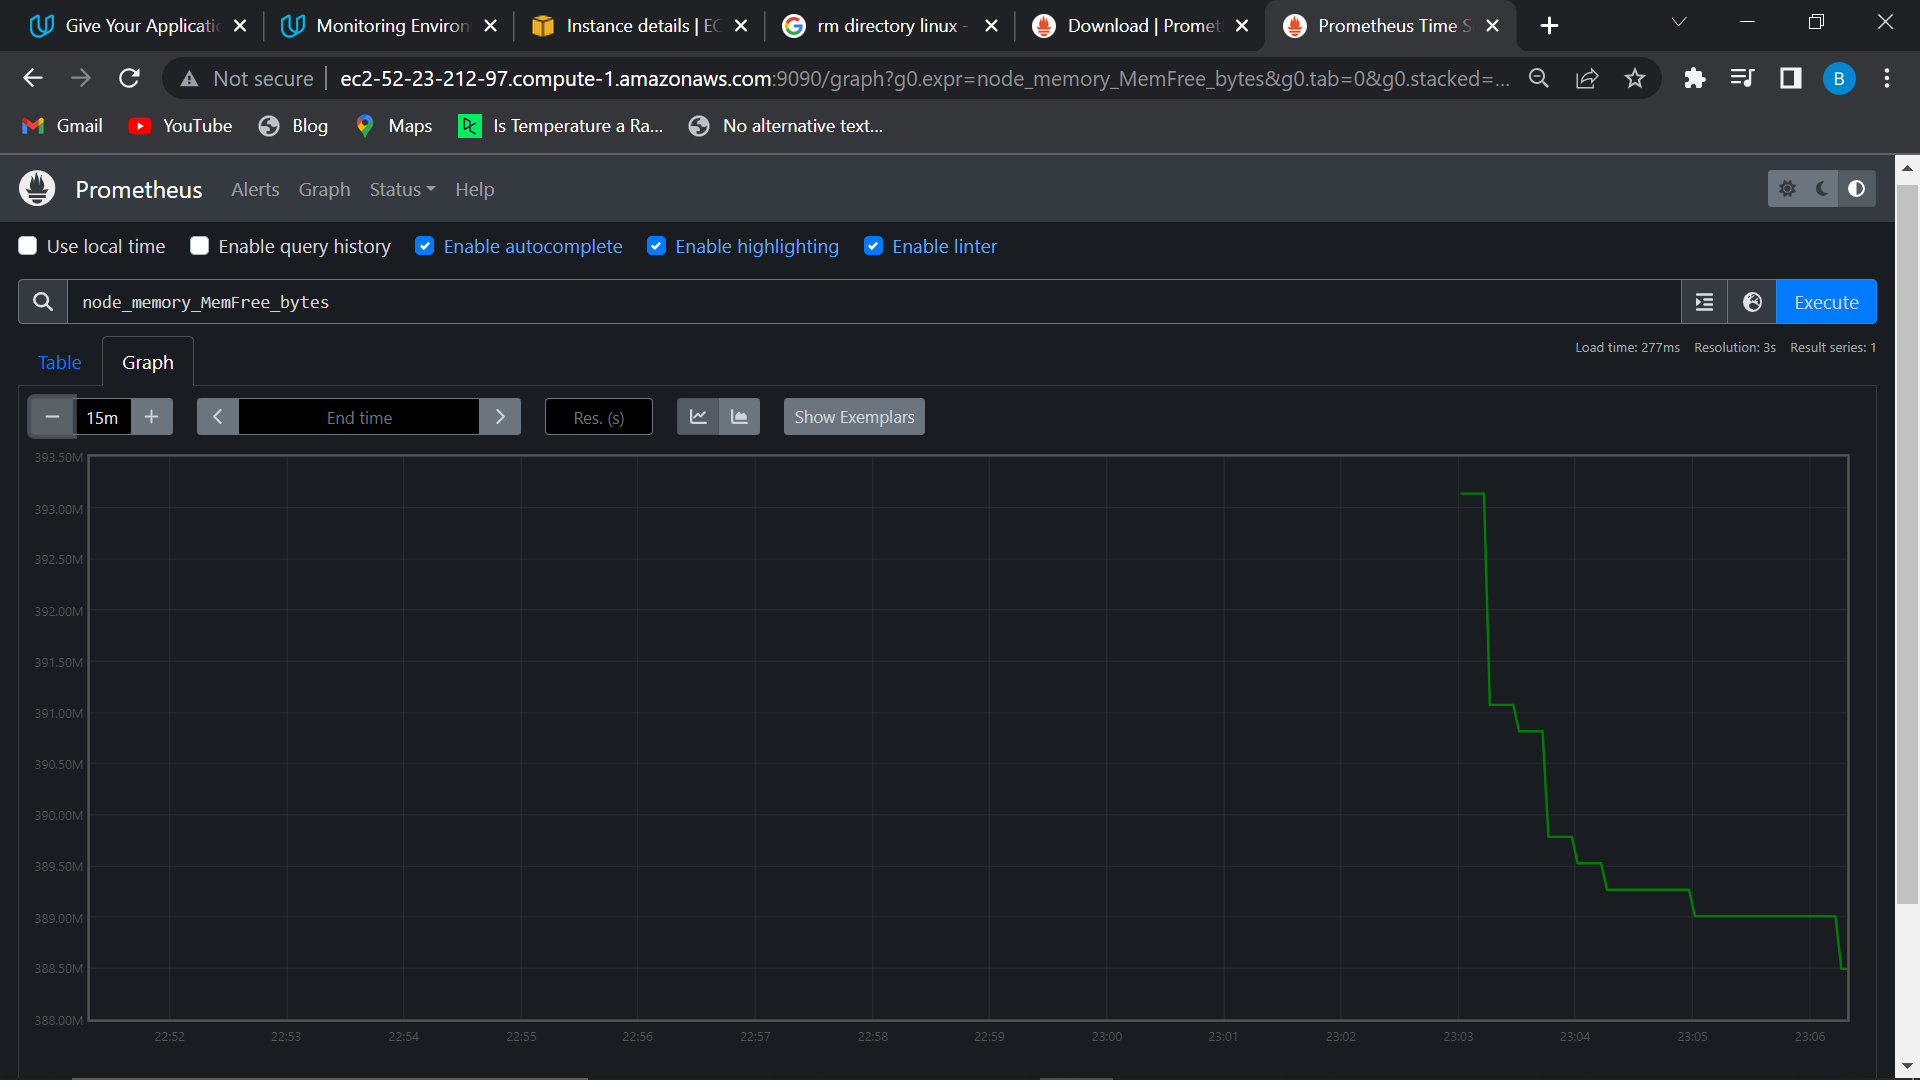 Give Your Applicati
Monitoring Environ
Instance details | EC
rm directory linux -
Download | Promet
Prometheus Time S
Not secure
ec2-52-23-212-97.compute-1.amazonaws.com:9090/graph?g0.expr=node_memory_MemFree_bytes&g0.tab=0&g0.stacked=...
B
Gmail
YouTube
Blog
Maps
Is Temperature a Ra...
No alternative text...
Prometheus
Alerts
Graph
Status
Help
Use local time
Enable query history
Enable autocomplete
Enable highlighting
Enable linter
node_memory_MemFree_bytes
Execute
Table
Graph
Load time: 277ms
Resolution: 3s
Result series: 1
15m
End time
Res. (s)
Show Exemplars
393.50M
393.00M
392.50M
392.00M
391.50M
391.00M
390.50M
390.00M
389.50M
389.00M
388.50M
388.00M
22:52
22:53
22:54
22:55
22:56
22:57
22:58
22:59
23:00
23:01
23:02
23:03
23:04
23:05
23:06